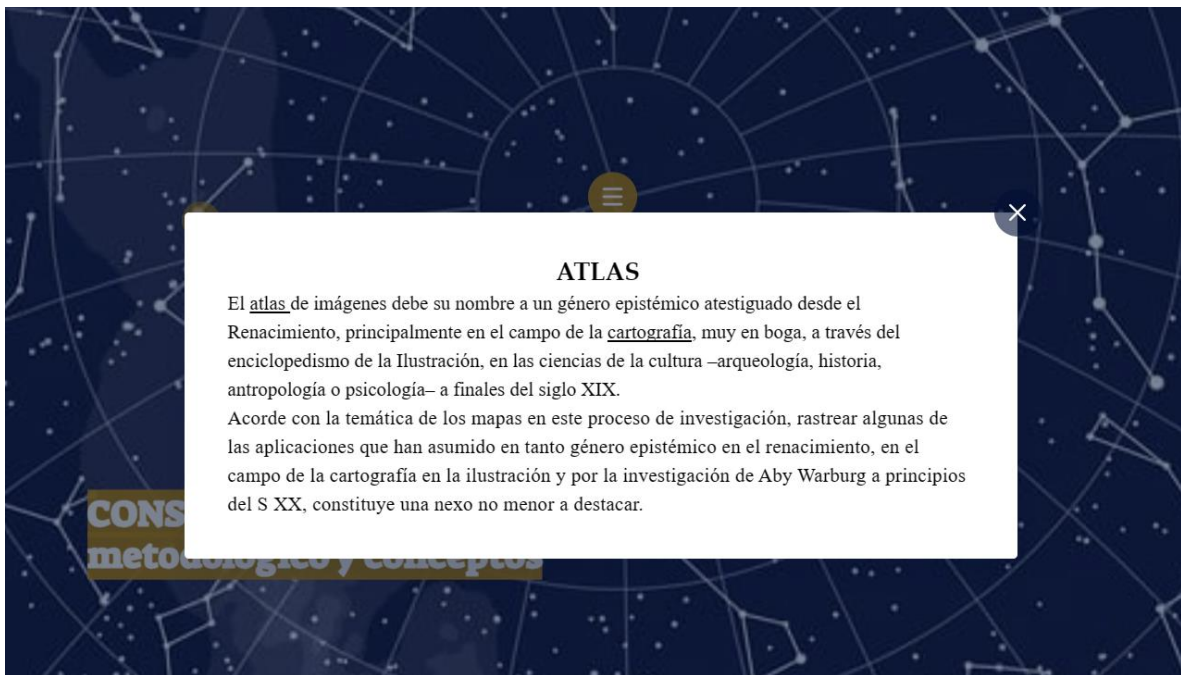 ATLAS
El atlas de imágenes debe su nombre a un género epistémico atestiguado desde el
Renacimiento, principalmente en el campo de la cartografía, muy en boga, a través del
enciclopedismo de la Ilustración, en las ciencias de la cultura –arqueología, historia,
antropología o psicología– a finales del siglo XIX.
Acorde con la temática de los mapas en este proceso de investigación, rastrear algunas de
las aplicaciones que han asumido en tanto género epistémico en el renacimiento, en el
campo de la cartografía en la ilustración y por la investigación de Aby Warburg a principios
del S XX, constituye una nexo no menor a destacar.
CONS
metodológico y conceptos